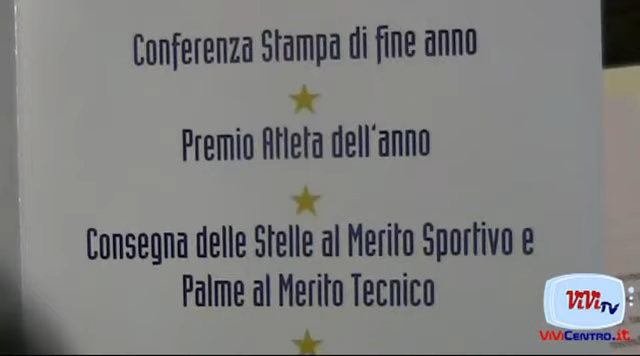 Conferenza Stampa di fine anno
Premio Atleta dell'anno
Consegna delle Stelle al Merito Sportivo e
Palme al Merito Tecnico
ViVi TV
ViViCentro.it